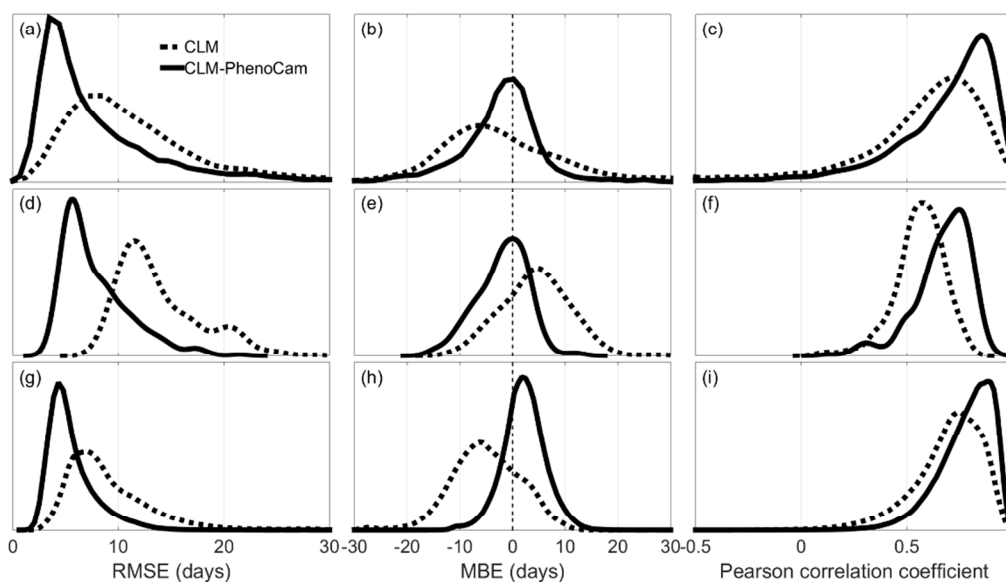 (a) (b) (c)
CLM
CLM-PhenoCam
(d) (e) (f)
(g) (h) (i)
0 10 20 30 -30 -20 -10 0 10 20 30 -0.5 0 0.5
RMSE (days) MBE (days) Pearson correlation coefficient